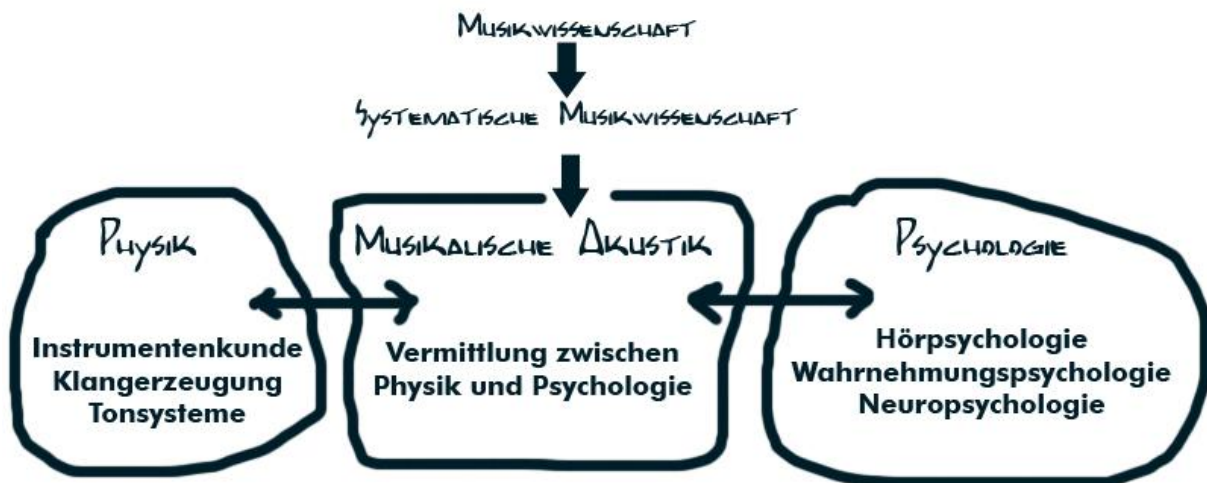 Musikwissenschaft
Systematische Musikwissenschaft
Physik
Instrumentenkunde
Klangerzeugung
Tonsysteme
Musikalische Akustik
Vermittlung zwischen
Physik und Psychologie
Psychologie
Hörpsychologie
Wahrnehmungspsychologie
Neuropsychologie